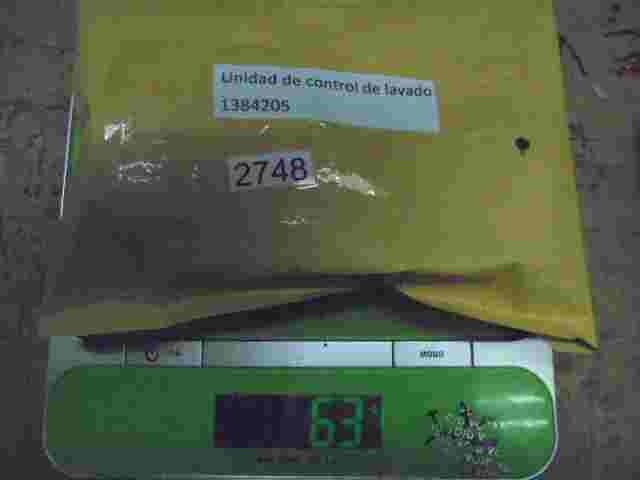 Unidad de control de lavado
1384205
2748
MODO
63